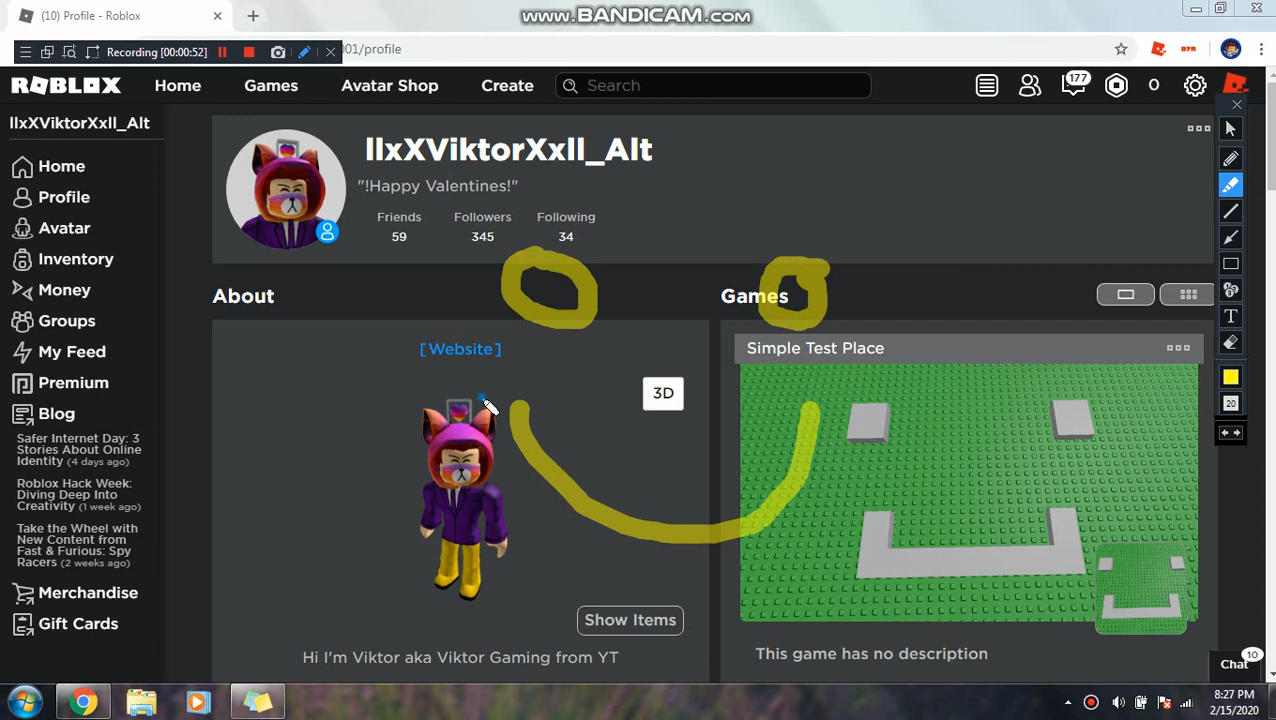 (10) Profile - Roblox
www.BANDICAM.com
Recording [00:00:52]
001/profile
ROBLOX
Home
Games
Avatar Shop
Create
Search
177
0
llxXViktorXxll_Alt
Home
Profile
Avatar
Inventory
Money
Groups
My Feed
Premium
Blog
Safer Internet Day: 3
Stories About Online
Identity (4 days ago)
Roblox Hack Week:
Diving Deep Into
Creativity (1 week ago)
Take the Wheel with
New Content from
Fast & Furious: Spy
Racers (2 weeks ago)
Merchandise
Gift Cards
llxXViktorXxll_Alt
"!Happy Valentines!"
Friends
Followers
Following
59
345
34
About
[Website]
3D
Show Items
Hi I'm Viktor aka Viktor Gaming from YT
Games
Simple Test Place
This game has no description
T
20
Chat
10
8:27 PM
2/15/2020